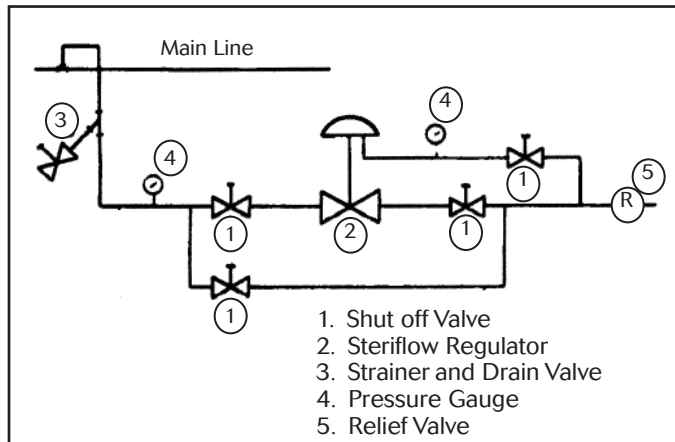 Main Line
3
4
4
1
5
R
1
2
1
1
1. Shut off Valve
2. Steriflow Regulator
3. Strainer and Drain Valve
4. Pressure Gauge
5. Relief Valve